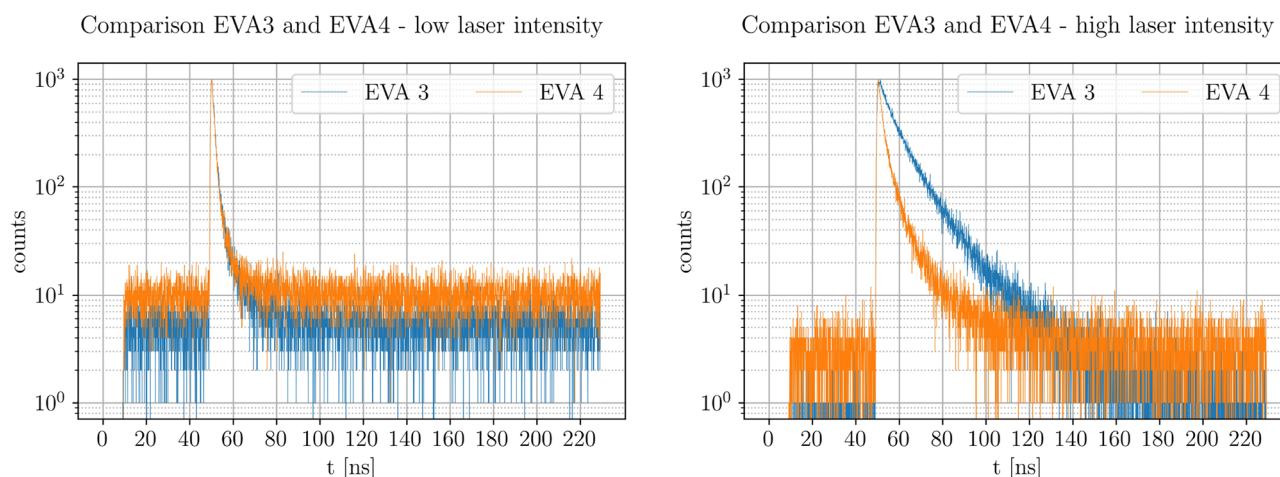 Comparison EVA3 and EVA4 - low laser intensity
10³
EVA 3
EVA 4
10²
counts
10¹
10⁰
0 20 40 60 80 100 120 140 160 180 200 220
t [ns]
Comparison EVA3 and EVA4 - high laser intensity
10³
EVA 3
EVA 4
10²
counts
10¹
10⁰
0 20 40 60 80 100 120 140 160 180 200 220
t [ns]